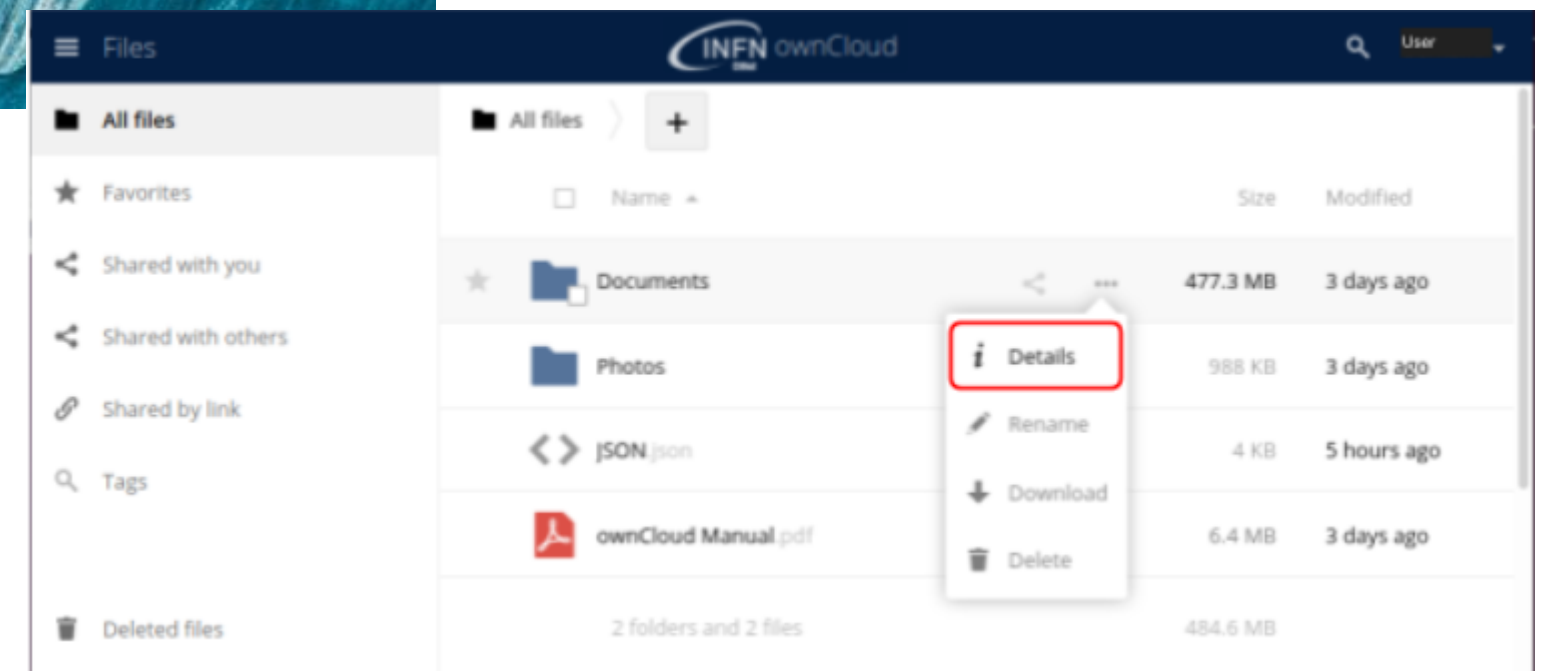 Files
INFN ownCloud
User
All files
Favorites
Shared with you
Shared with others
Shared by link
Tags
Deleted files
All files
+
Name Size Modified
Documents ... 477.3 MB 3 days ago
Photos 988 KB 3 days ago
JSON.json 4 KB 5 hours ago
ownCloud Manual.pdf 6.4 MB 3 days ago
2 folders and 2 files 484.6 MB
i Details
Rename
Download
Delete